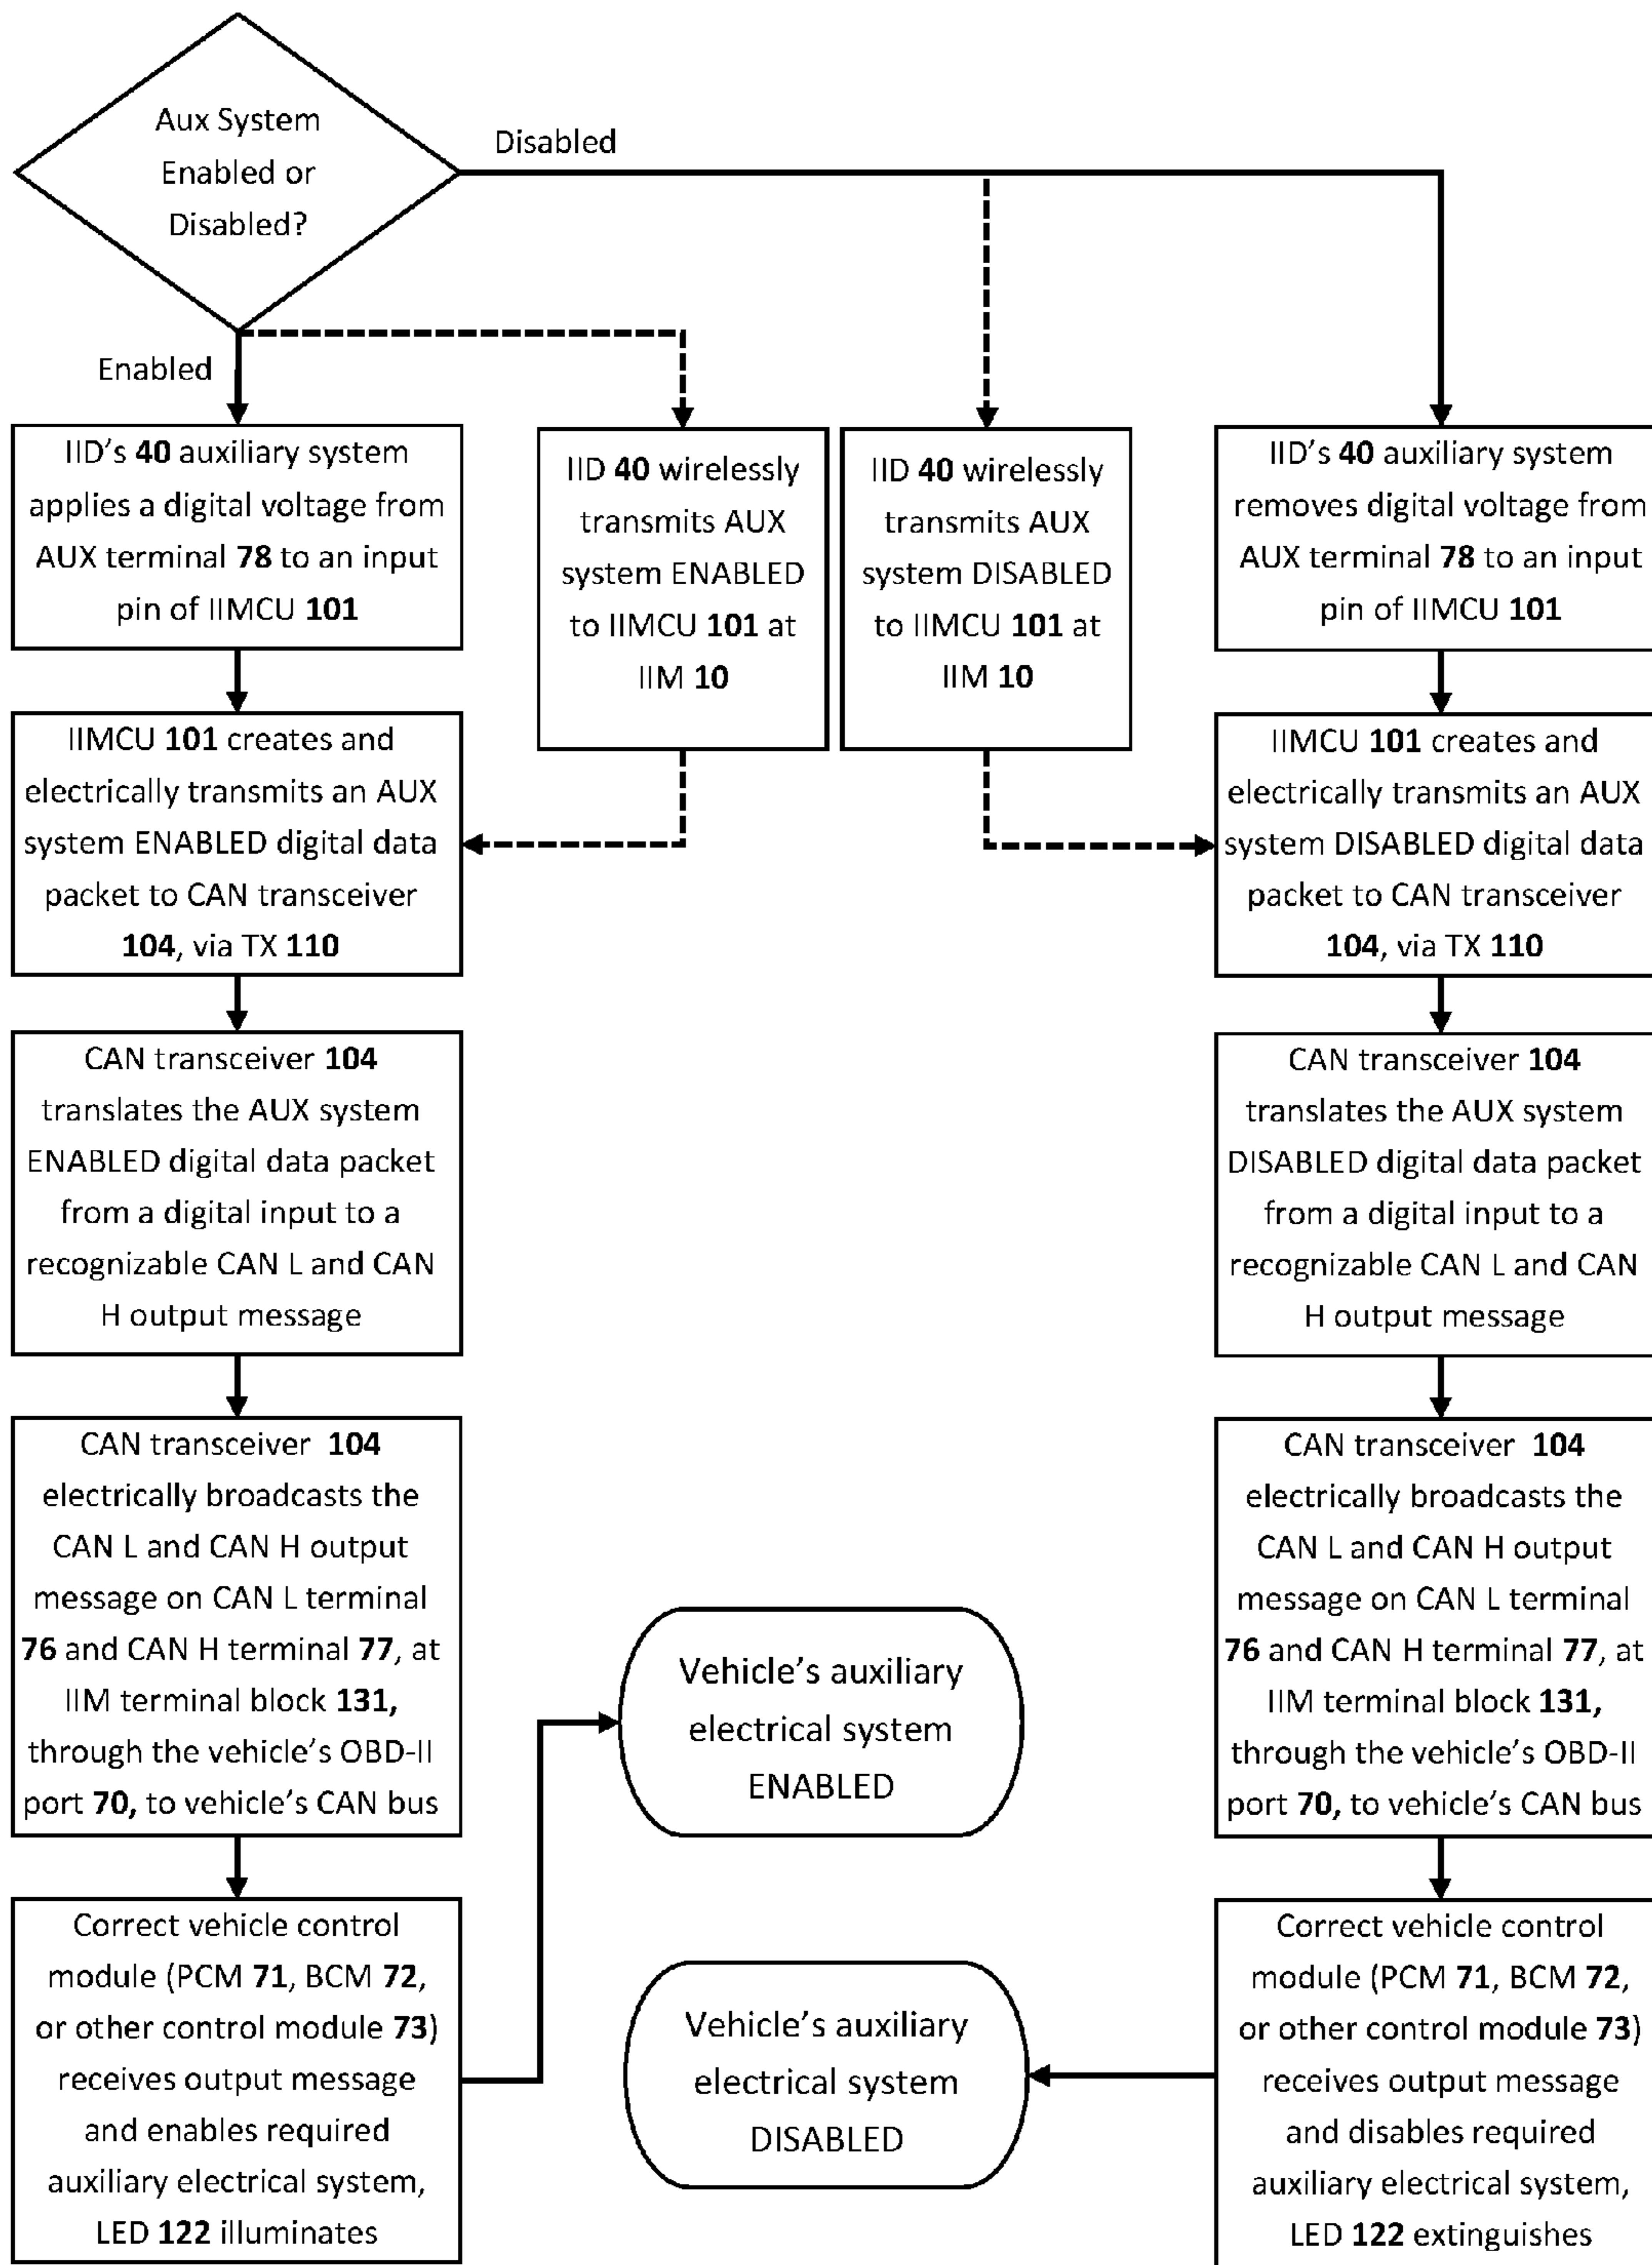 Aux System
Enabled or
Disabled?
Disabled
Enabled
IID's 40 auxiliary system
applies a digital voltage from
AUX terminal 78 to an input
pin of IIMCU 101
IID 40 wirelessly
transmits AUX
system ENABLED
to IIMCU 101 at
IIM 10
IID 40 wirelessly
transmits AUX
system DISABLED
to IIMCU 101 at
IIM 10
IID's 40 auxiliary system
removes digital voltage from
AUX terminal 78 to an input
pin of IIMCU 101
IIMCU 101 creates and
electrically transmits an AUX
system ENABLED digital data
packet to CAN transceiver
104, via TX 110
IIMCU 101 creates and
electrically transmits an AUX
system DISABLED digital data
packet to CAN transceiver
104, via TX 110
CAN transceiver 104
translates the AUX system
ENABLED digital data packet
from a digital input to a
recognizable CAN L and CAN
H output message
CAN transceiver 104
translates the AUX system
DISABLED digital data packet
from a digital input to a
recognizable CAN L and CAN
H output message
CAN transceiver 104
electrically broadcasts the
CAN L and CAN H output
message on CAN L terminal
76 and CAN H terminal 77, at
IIM terminal block 131,
through the vehicle's OBD-II
port 70, to vehicle's CAN bus
CAN transceiver 104
electrically broadcasts the
CAN L and CAN H output
message on CAN L terminal
76 and CAN H terminal 77, at
IIM terminal block 131,
through the vehicle's OBD-II
port 70, to vehicle's CAN bus
Vehicle's auxiliary
electrical system
ENABLED
Correct vehicle control
module (PCM 71, BCM 72,
or other control module 73)
receives output message
and enables required
auxiliary electrical system,
LED 122 illuminates
Vehicle's auxiliary
electrical system
DISABLED
Correct vehicle control
module (PCM 71, BCM 72,
or other control module 73)
receives output message
and disables required
auxiliary electrical system,
LED 122 extinguishes